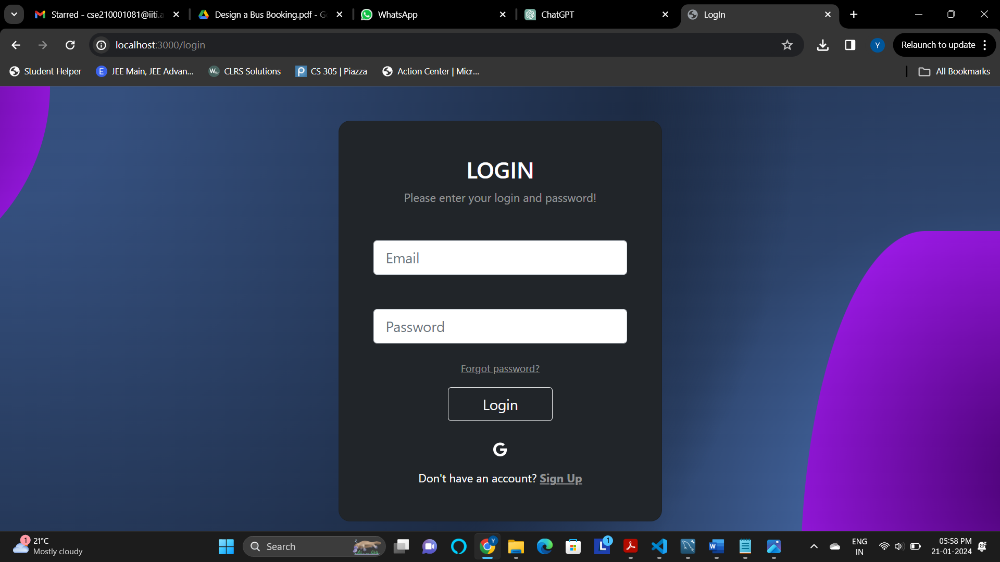 Starred - cse210001081@iiti.a
Design a Bus Booking.pdf - G
WhatsApp
ChatGPT
LogIn
localhost:3000/login
Y
Relaunch to update
Student Helper
E JEE Main, JEE Advan...
CLRS Solutions
CS 305 | Piazza
Action Center | Micr...
All Bookmarks
LOGIN
Please enter your login and password!
Email
Password
Forgot password?
Login
G
Don't have an account? Sign Up
1
21°C
Mostly cloudy
Search
Y
L
1
W
ENG
IN
05:58 PM
21-01-2024